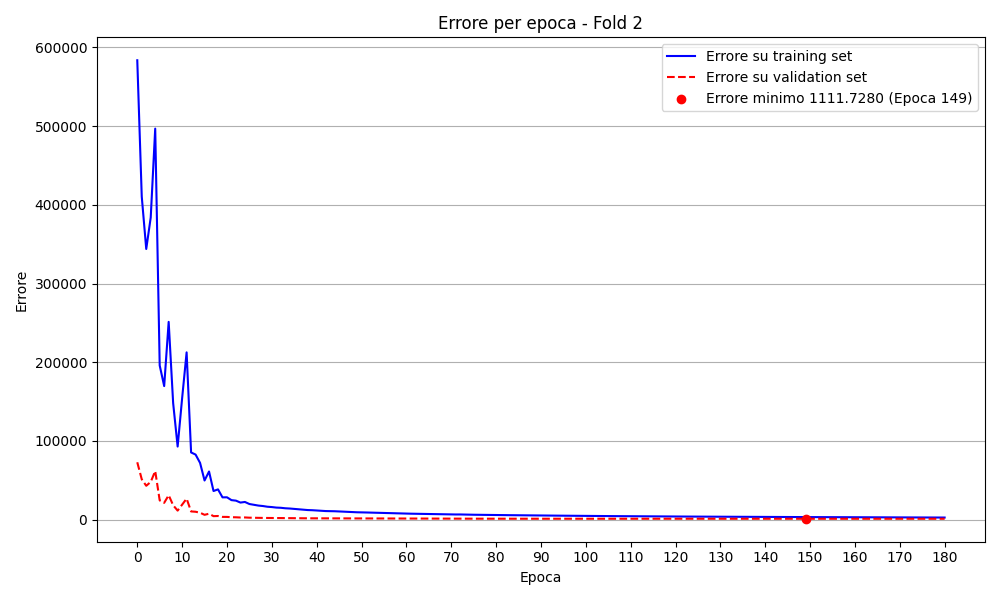 Errore per epoca - Fold 2
Errore su training set
Errore su validation set
Errore minimo 1111.7280 (Epoca 149)
Errore
600000
500000
400000
300000
200000
100000
0
0 10 20 30 40 50 60 70 80 90 100 110 120 130 140 150 160 170 180
Epoca